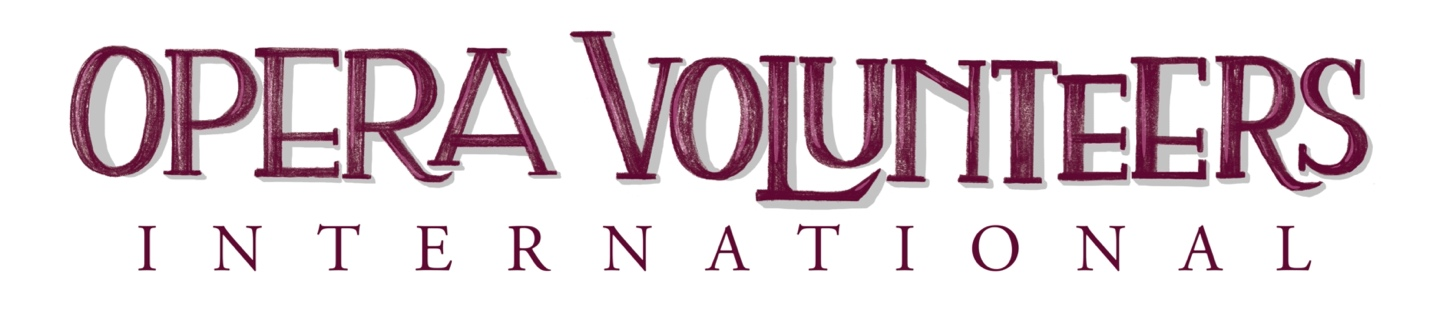 OPERA VOLUNTEERS
INTERNATIONAL